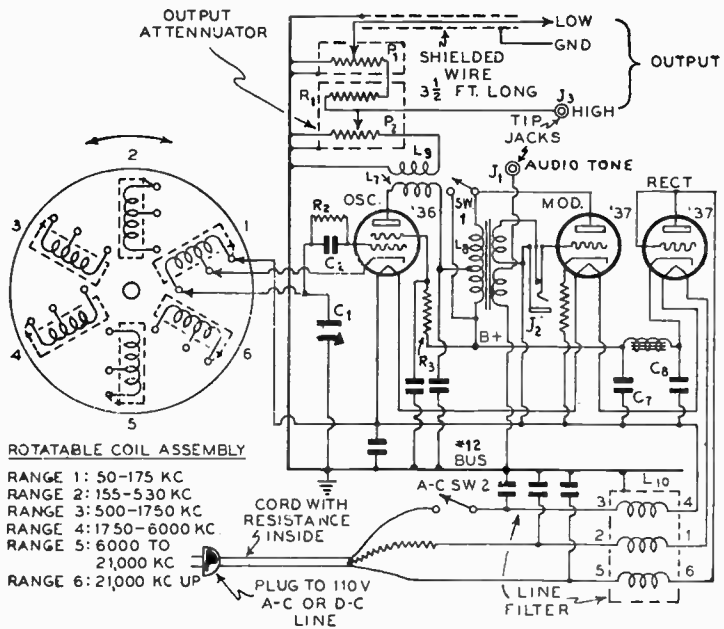 OUTPUT
ATTENNUATOR
LOW
GND
OUTPUT
SHIELDED
WIRE
3 1/2 FT. LONG
P1
R1
P2
J3
HIGH
TIP
JACKS
L9
L7
J1
AUDIO TONE
OSC.
'36
SW
1
L8
MOD.
'37
RECT
'37
R2
C2
C1
R3
B+
J2
C7
C8
2
3
1
4
6
5
ROTATABLE COIL ASSEMBLY
RANGE 1: 50-175 KC
RANGE 2: 155-530 KC
RANGE 3: 500-1750 KC
RANGE 4: 1750-6000 KC
RANGE 5: 6000 TO
21,000 KC
RANGE 6: 21,000 KC UP
*12
BUS
A-C SW 2
L10
3
4
2
1
5
6
CORD WITH
RESISTANCE
INSIDE
PLUG TO 110 V
A-C OR D-C
LINE
LINE
FILTER